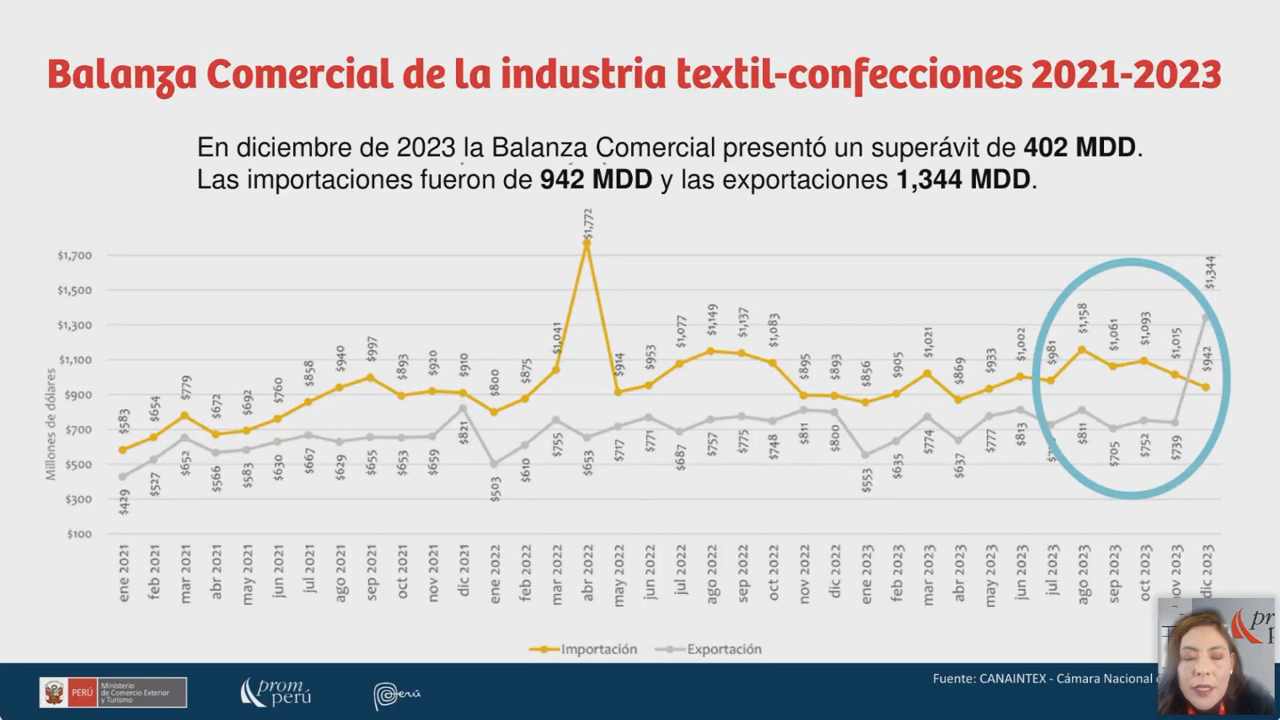 Balanza Comercial de la industria textil-confecciones 2021-2023
En diciembre de 2023 la Balanza Comercial presentó un superávit de 402 MDD.
Las importaciones fueron de 942 MDD y las exportaciones 1,344 MDD.
Millones de dólares
$1,700
$1,500
$1,300
$1,100
$900
$700
$500
$300
$100
$583 $654 $779 $672 $692 $760 $858 $940 $997 $893 $920 $910 $800 $875 $1,041 $1,772 $914 $953 $1,077 $1,149 $1,137 $1,083 $895 $893 $856 $905 $1,021 $869 $933 $1,002 $981 $1,158 $1,061 $1,093 $1,015 $942
$429 $527 $652 $566 $583 $630 $667 $629 $655 $653 $659 $821 $503 $610 $755 $653 $717 $771 $687 $757 $775 $748 $811 $800 $553 $635 $774 $637 $777 $813 $811 $705 $752 $739 $1,344
ene 2021 feb 2021 mar 2021 abr 2021 may 2021 jun 2021 jul 2021 ago 2021 sep 2021 oct 2021 nov 2021 dic 2021 ene 2022 feb 2022 mar 2022 abr 2022 may 2022 jun 2022 jul 2022 ago 2022 sep 2022 oct 2022 nov 2022 dic 2022 ene 2023 feb 2023 mar 2023 abr 2023 may 2023 jun 2023 jul 2023 ago 2023 sep 2023 oct 2023 nov 2023 dic 2023
Importación Exportación
PERÚ
Ministerio
de Comercio Exterior
y Turismo
prom
perú
Perú
Fuente: CANAINTEX - Cámara Nacional